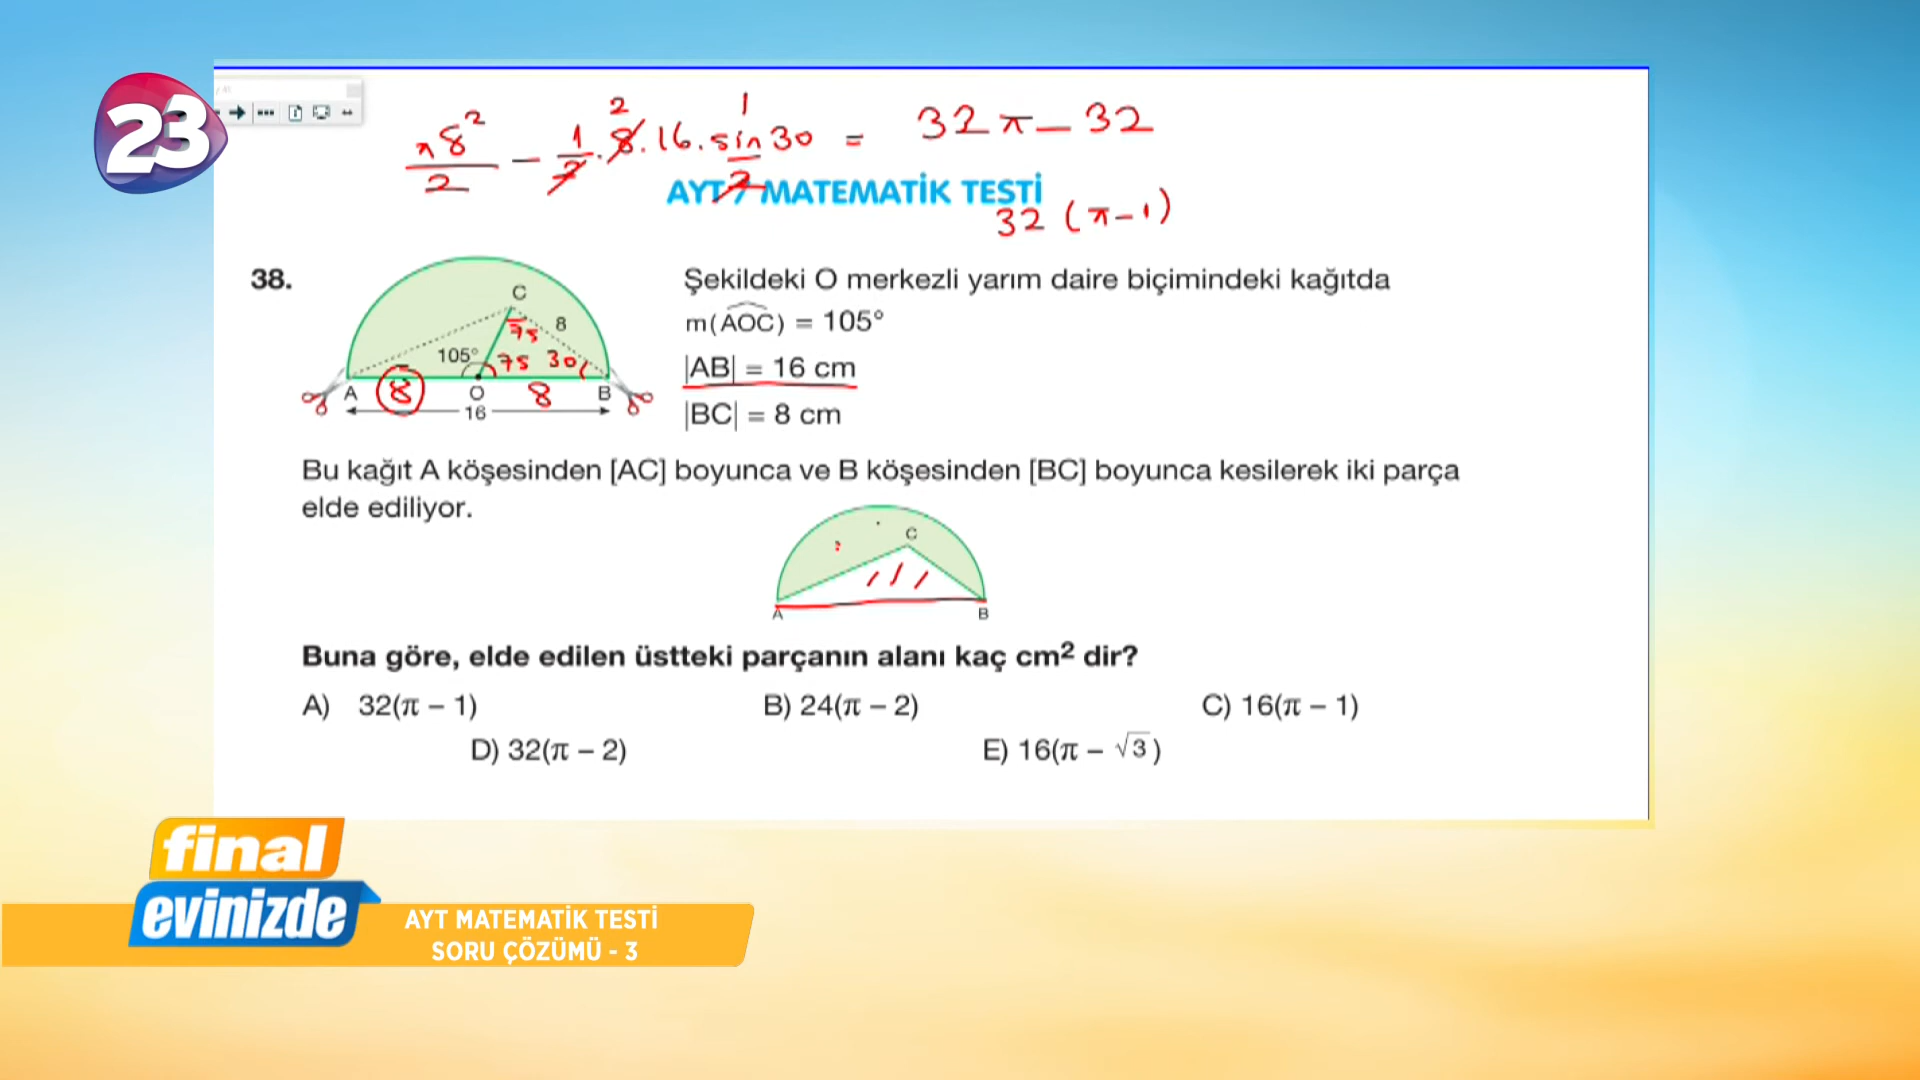 23
π8² / 2 - 1/2 . 8 . 16 . sin30 = 32π - 32
2
1
2
AYT / MATEMATİK TESTİ
32 (π-1)
38.
Şekildeki O merkezli yarım daire biçimindeki kağıtda
m(AOC) = 105°
|AB| = 16 cm
|BC| = 8 cm
C
8
75
105°
75 30
A 8 O 8 B
16
Bu kağıt A köşesinden [AC] boyunca ve B köşesinden [BC] boyunca kesilerek iki parça
elde ediliyor.
C
A B
Buna göre, elde edilen üstteki parçanın alanı kaç cm² dir?
A) 32(π – 1) B) 24(π – 2) C) 16(π – 1)
D) 32(π – 2) E) 16(π – √3)
final
evinizde
AYT MATEMATİK TESTİ
SORU ÇÖZÜMÜ - 3